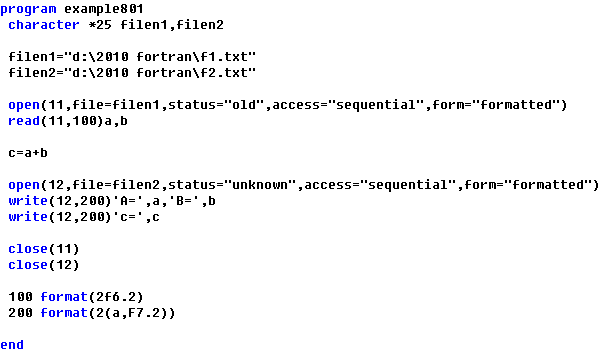 program example801
character *25 filen1,filen2
filen1="d:\2010 fortran\f1.txt"
filen2="d:\2010 fortran\f2.txt"
open(11,file=filen1,status="old",access="sequential",form="formatted")
read(11,100)a,b
c=a+b
open(12,file=filen2,status="unknown",access="sequential",form="formatted")
write(12,200)'A=',a,'B=',b
write(12,200)'c=',c
close(11)
close(12)
100 format(2f6.2)
200 format(2(a,F7.2))
end